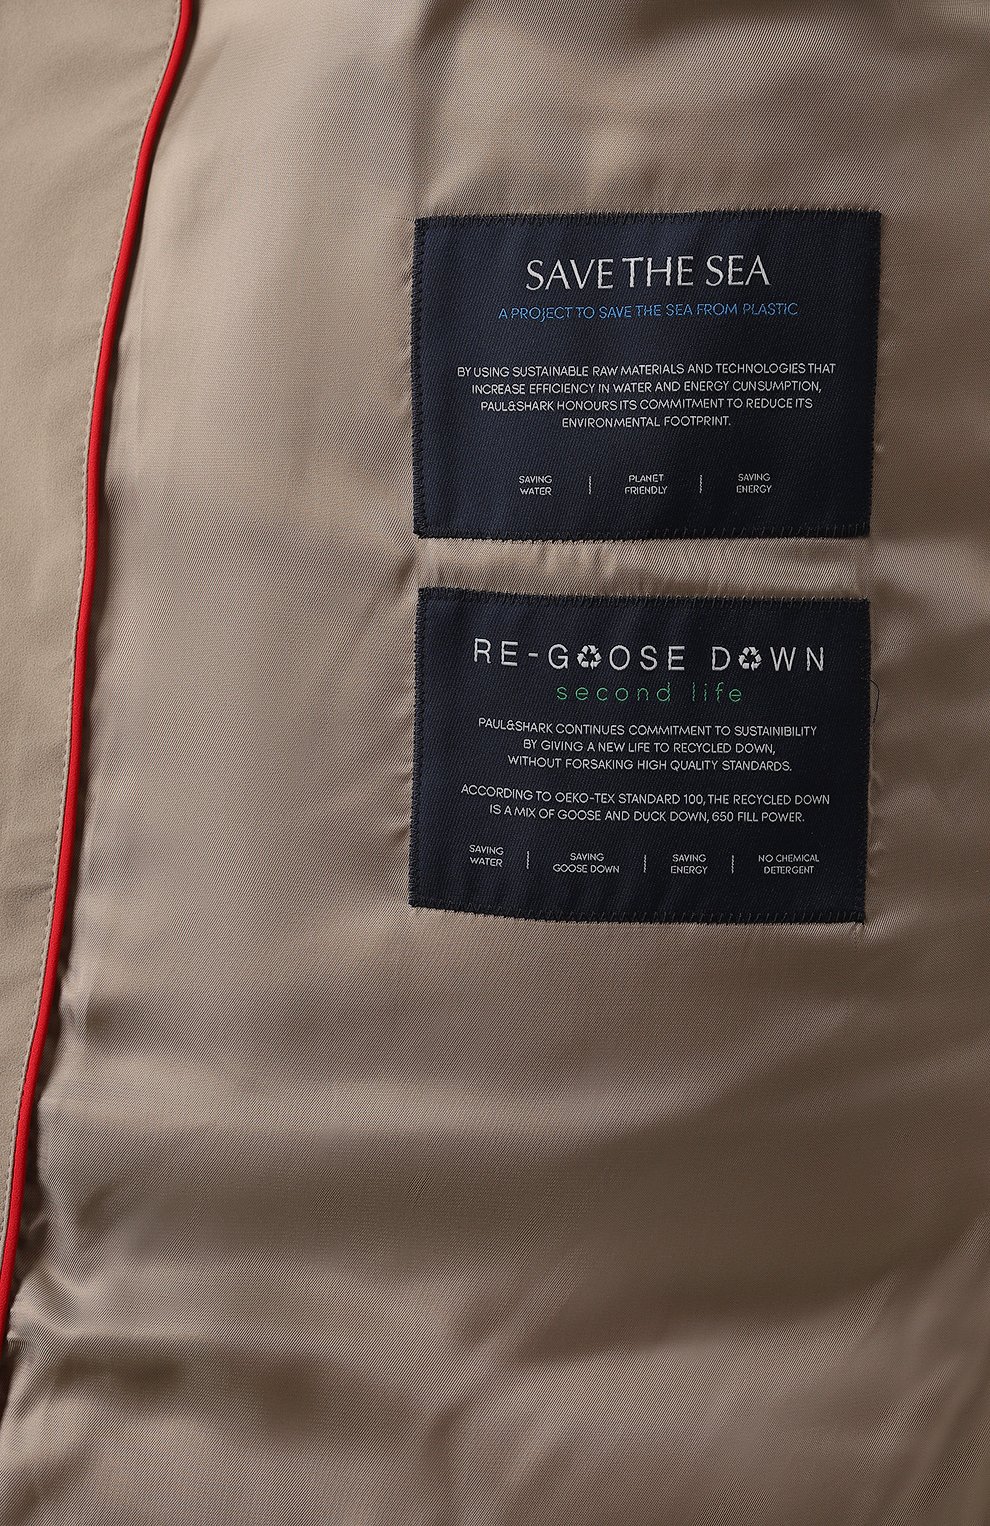 SAVE THE SEA
A PROJECT TO SAVE THE SEA FROM PLASTIC
BY USING SUSTAINABLE RAW MATERIALS AND TECHNOLOGIES THAT
INCREASE EFFICIENCY IN WATER AND ENERGY CUNSUMPTION,
PAUL&SHARK HONOURS ITS COMMITMENT TO REDUCE ITS
ENVIRONMENTAL FOOTPRINT.
SAVING WATER | PLANET FRIENDLY | SAVING ENERGY
RE-GOOSE DOWN
second life
PAUL&SHARK CONTINUES COMMITMENT TO SUSTAINIBILITY
BY GIVING A NEW LIFE TO RECYCLED DOWN,
WITHOUT FORSAKING HIGH QUALITY STANDARDS.
ACCORDING TO OEKO-TEX STANDARD 100, THE RECYCLED DOWN
IS A MIX OF GOOSE AND DUCK DOWN, 650 FILL POWER.
SAVING WATER | SAVING GOOSE DOWN | SAVING ENERGY | NO CHEMICAL DETERGENT